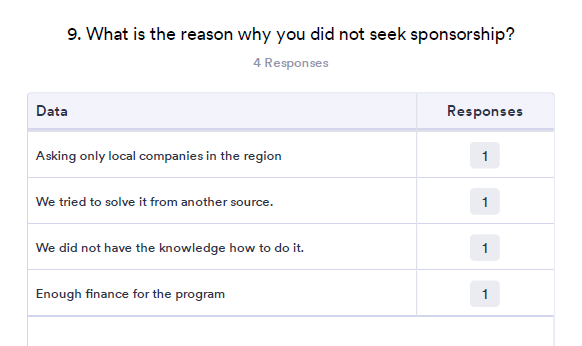 9. What is the reason why you did not seek sponsorship?
4 Responses
Data Responses
Asking only local companies in the region 1
We tried to solve it from another source. 1
We did not have the knowledge how to do it. 1
Enough finance for the program 1